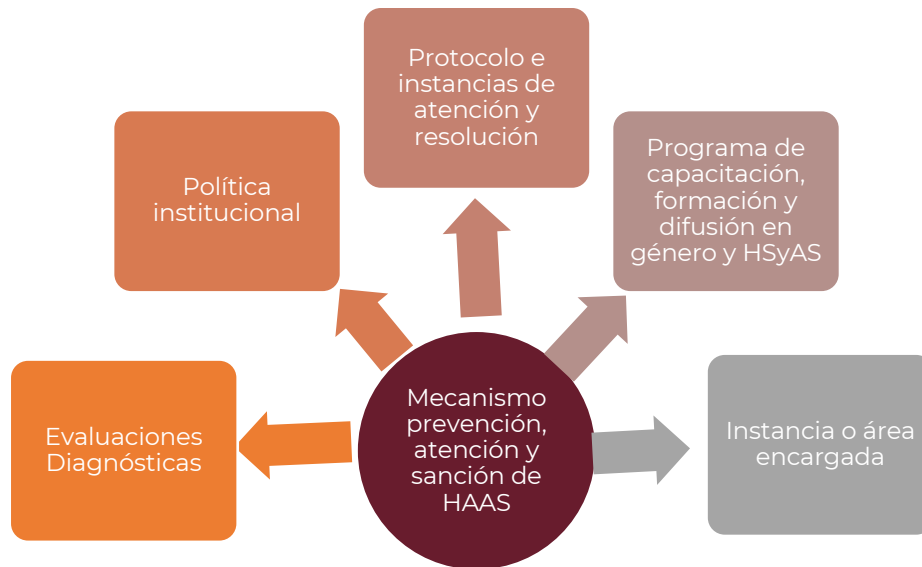 Protocolo e
instancias de
atención y
resolución
Política
institucional
Programa de
capacitación,
formación y
difusión en
género y HSyAS
Evaluaciones
Diagnósticas
Mecanismo
prevención,
atención y
sanción de
HAAS
Instancia o área
encargada